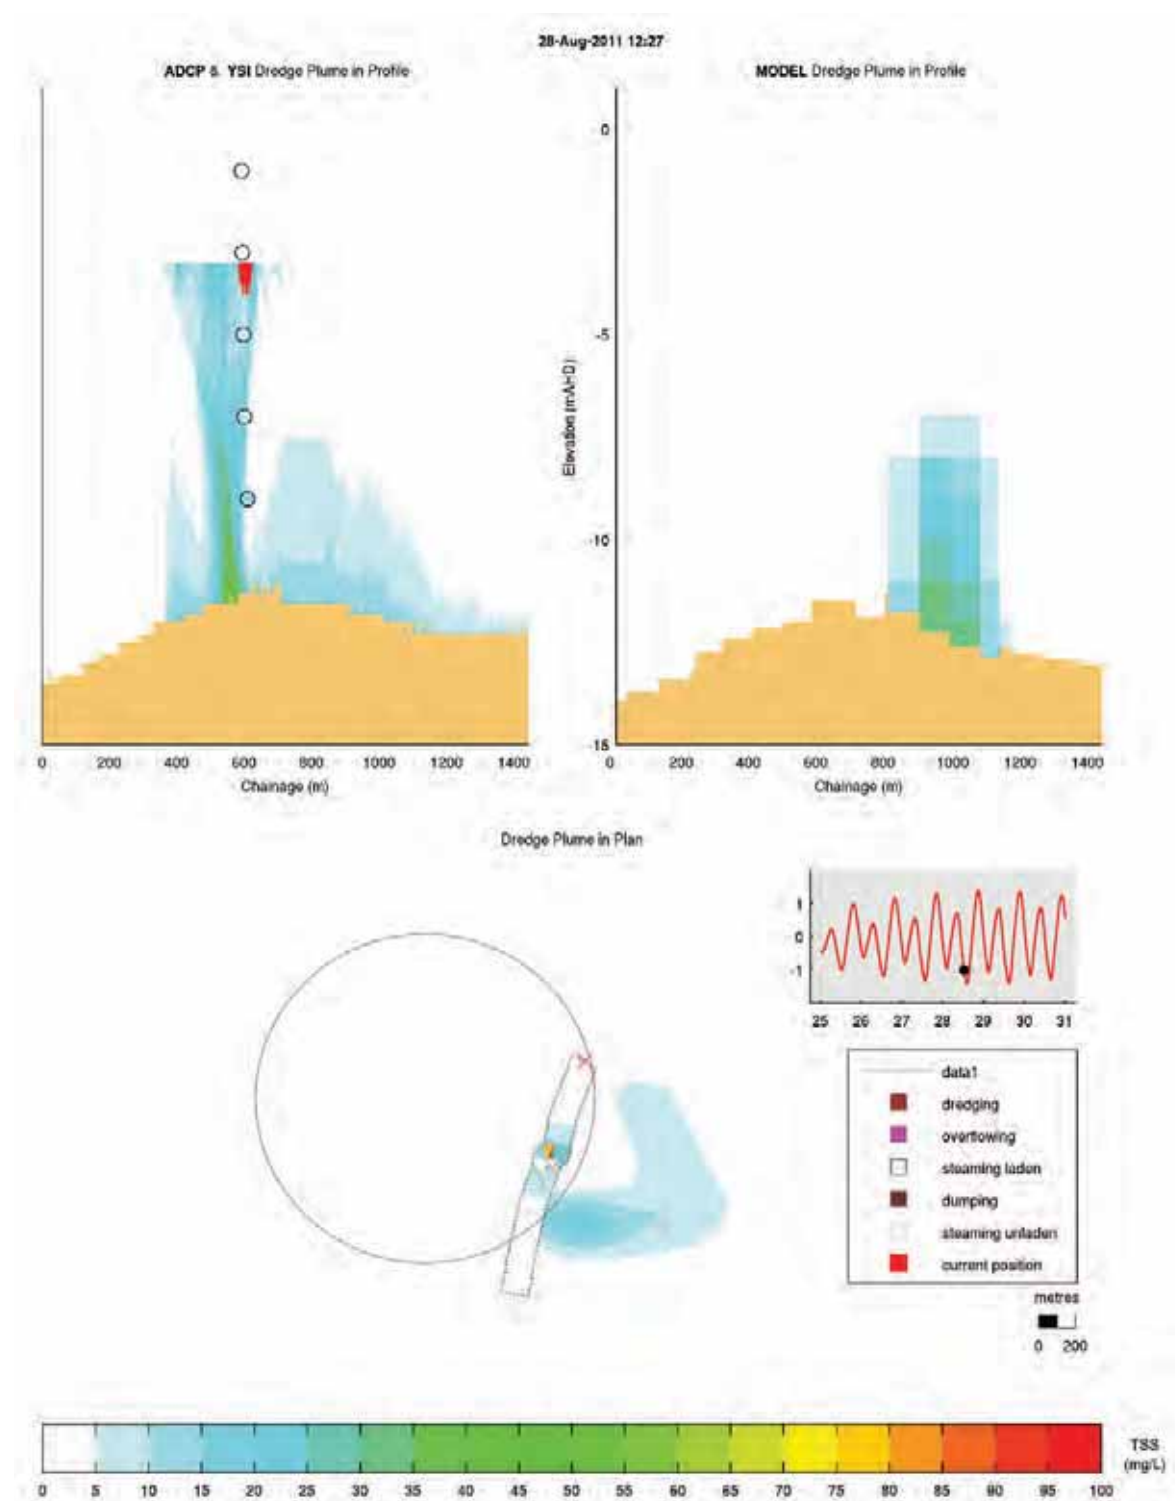 28-Aug-2011 12:27
ADCP & YSI Dredge Plume in Profile
MODEL Dredge Plume in Profile
0
-5
-10
-15
Elevation (mAHD)
0 200 400 600 800 1000 1200 1400
0 200 400 600 800 1000 1200 1400
Chainage (m)
Chainage (m)
Dredge Plume in Plan
1
0
-1
25 26 27 28 29 30 31
data1
dredging
overflowing
steaming laden
dumping
steaming unladen
current position
metres
0 200
TSS
(mg/L)
0 5 10 15 20 25 30 35 40 45 50 55 60 65 70 75 80 85 90 95 100